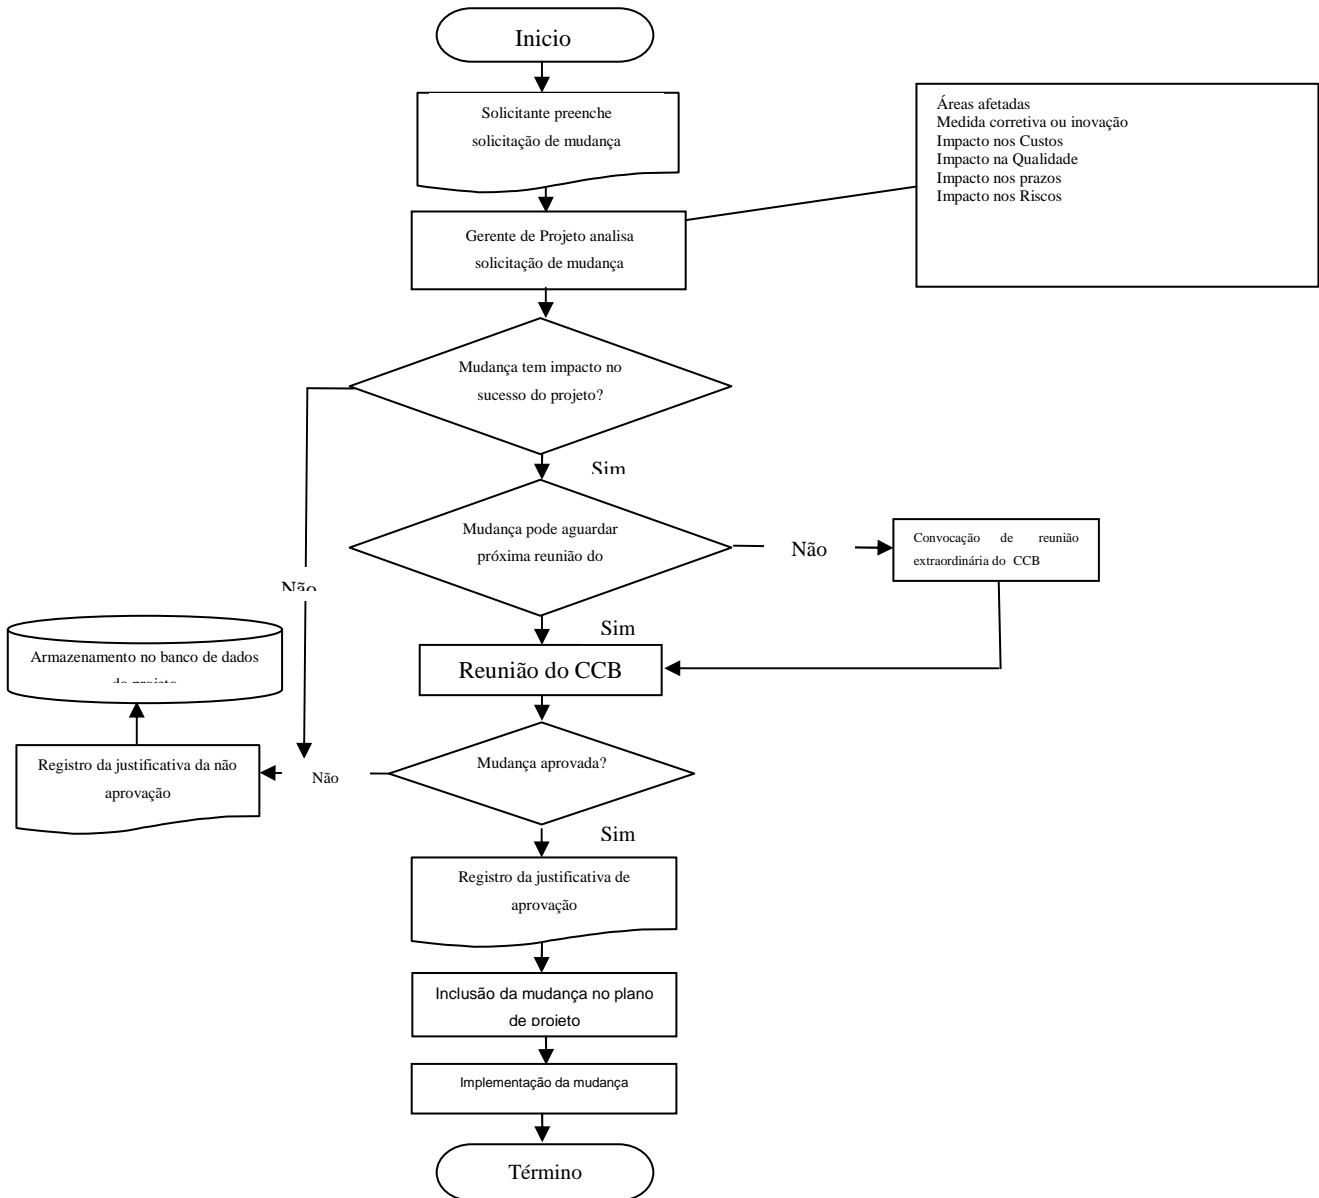 Inicio
Solicitante preenche
solicitação de mudança
Áreas afetadas
Medida corretiva ou inovação
Impacto nos Custos
Impacto na Qualidade
Impacto nos prazos
Impacto nos Riscos
Gerente de Projeto analisa
solicitação de mudança
Mudança tem impacto no
sucesso do projeto?
Sim
Mudança pode aguardar
próxima reunião do
Não
Convocação de reunião
extraordinária do CCB
Não
Sim
Reunião do CCB
Armazenamento no banco de dados
do projeto
Mudança aprovada?
Não
Registro da justificativa da não
aprovação
Sim
Registro da justificativa de
aprovação
Inclusão da mudança no plano
de projeto
Implementação da mudança
Término